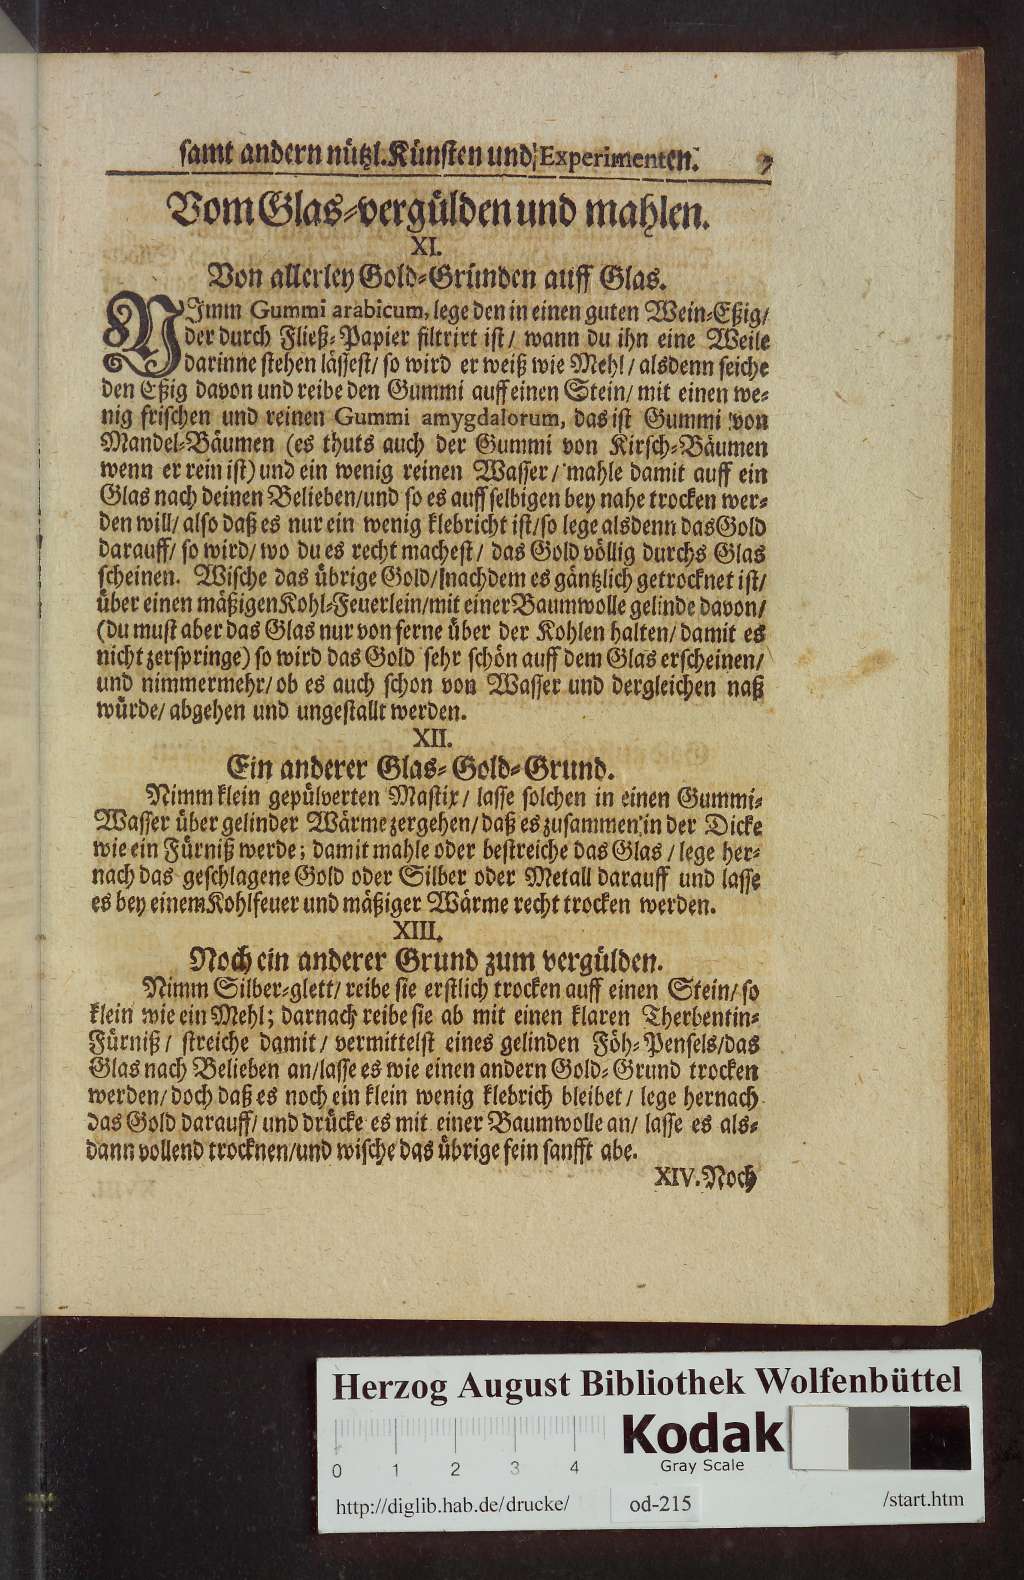 samt andern nützl. Künsten und Experimenten. 7
Vom Glas-vergülden und mahlen.
XI.
Von allerley Gold-Gründen auff Glas.
NImm Gummi arabicum, lege den in einen guten Wein-Eßig/
der durch Fließ-Papier filtrirt ist/ wann du ihn eine Weile
darinne stehen lässest/ so wird er weiß wie Mehl/ alsdenn seiche
den Eßig davon und reibe den Gummi auff einen Stein/ mit einen we-
nig frischen und reinen Gummi amygdalorum, das ist Gummi von
Mandel-Bäumen (es thuts auch der Gummi von Kirsch-Bäumen
wenn er rein ist) und ein wenig reinen Wasser/ mahle damit auff ein
Glas nach deinen Belieben/ und so es auff selbigen bey nahe trocken wer-
den will/ also daß es nur ein wenig klebricht ist/ so lege alsdenn das Gold
darauff/ so wird/ wo du es recht machest/ das Gold völlig durchs Glas
scheinen. Wische das übrige Gold/ nachdem es gäntzlich getrocknet ist/
über einen mäßigen Kohl-Feuerlein/ mit einer Baumwolle gelinde davon/
(du must aber das Glas nur von ferne über der Kohlen halten/ damit es
nicht zerspringe) so wird das Gold sehr schön auff dem Glas erscheinen/
und nimmermehr/ ob es auch schon von Wasser und dergleichen naß
würde/ abgehen und ungestallt werden.
XII.
Ein anderer Glas-Gold-Grund.
Nimm klein gepülverten Mastix/ lasse solchen in einen Gummi-
Wasser über gelinder Wärme zergehen/ daß es zusammen in der Dicke
wie ein Fürniß werde; damit mahle oder bestreiche das Glas/ lege her-
nach das geschlagene Gold oder Silber oder Metall darauff und lasse
es bey einem Kohlfeuer und mäßiger Wärme recht trocken werden.
XIII.
Noch ein anderer Grund zum vergülden.
Nimm Silber-glett/ reibe sie erstlich trocken auff einen Stein/ so
klein wie ein Mehl; darnach reibe sie ab mit einen klaren Therbentin-
Fürniß/ streiche damit/ vermittelst eines gelinden Föh-Pensels/ das
Glas nach Belieben an/ lasse es wie einen andern Gold-Grund trocken
werden/ doch daß es noch ein klein wenig klebrich bleibet/ lege hernach
das Gold darauff/ und drücke es mit einer Baumwolle an/ lasse es als-
dann vollend trocknen/ und wische das übrige fein sanfft abe.
XIV. Noch
Herzog August Bibliothek Wolfenbüttel
Kodak
Gray Scale
0 1 2 3 4
http://diglib.hab.de/drucke/ od-215 /start.htm